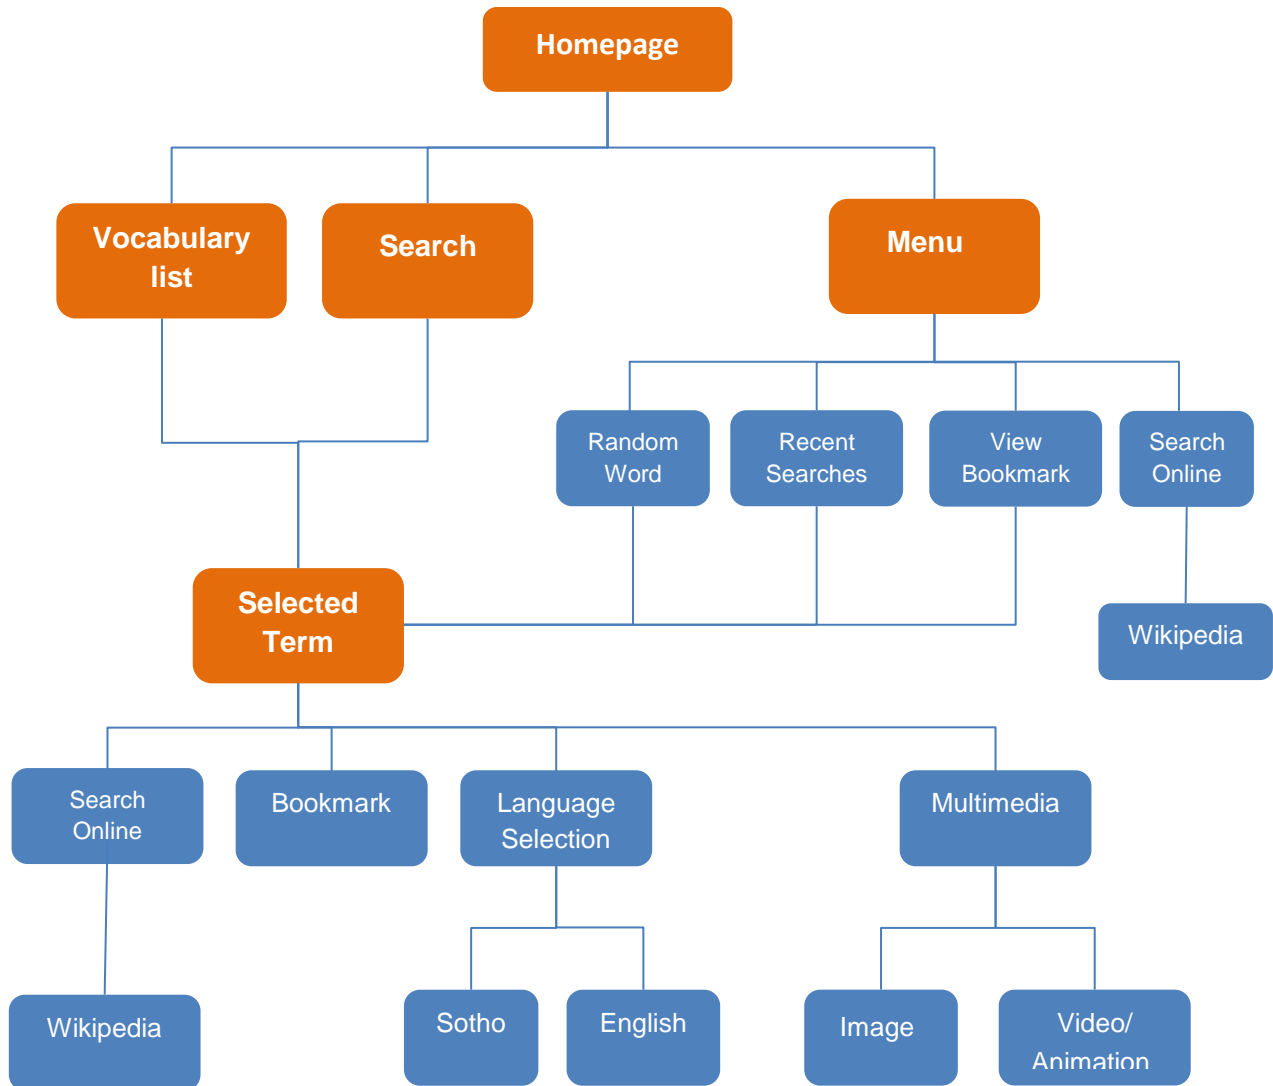 Homepage
Vocabulary
list
Search
Menu
Random
Word
Recent
Searches
View
Bookmark
Search
Online
Selected
Term
Wikipedia
Search
Online
Bookmark
Language
Selection
Multimedia
Wikipedia
Sotho
English
Image
Video/
Animation